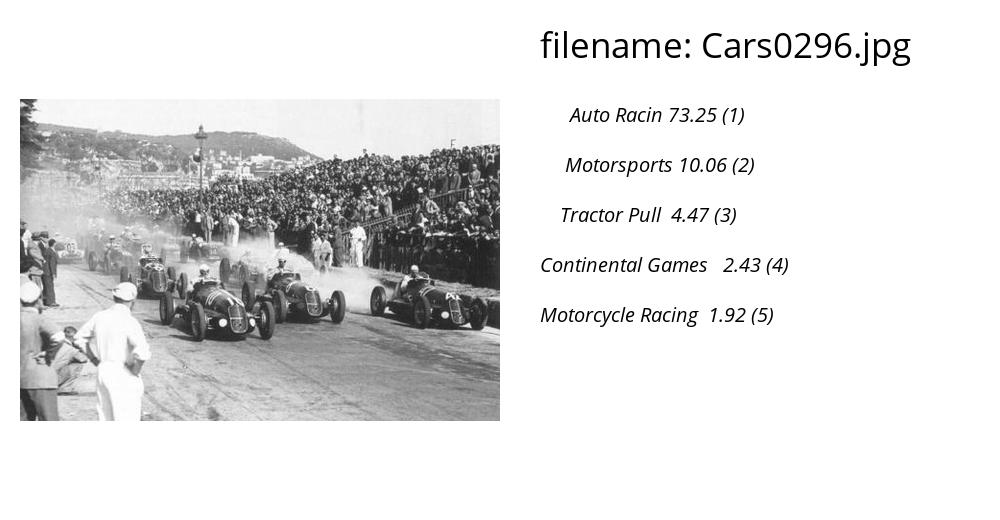 filename: Cars0296.jpg
Auto Racin 73.25 (1)
Motorsports 10.06 (2)
Tractor Pull 4.47 (3)
Continental Games 2.43 (4)
Motorcycle Racing 1.92 (5)